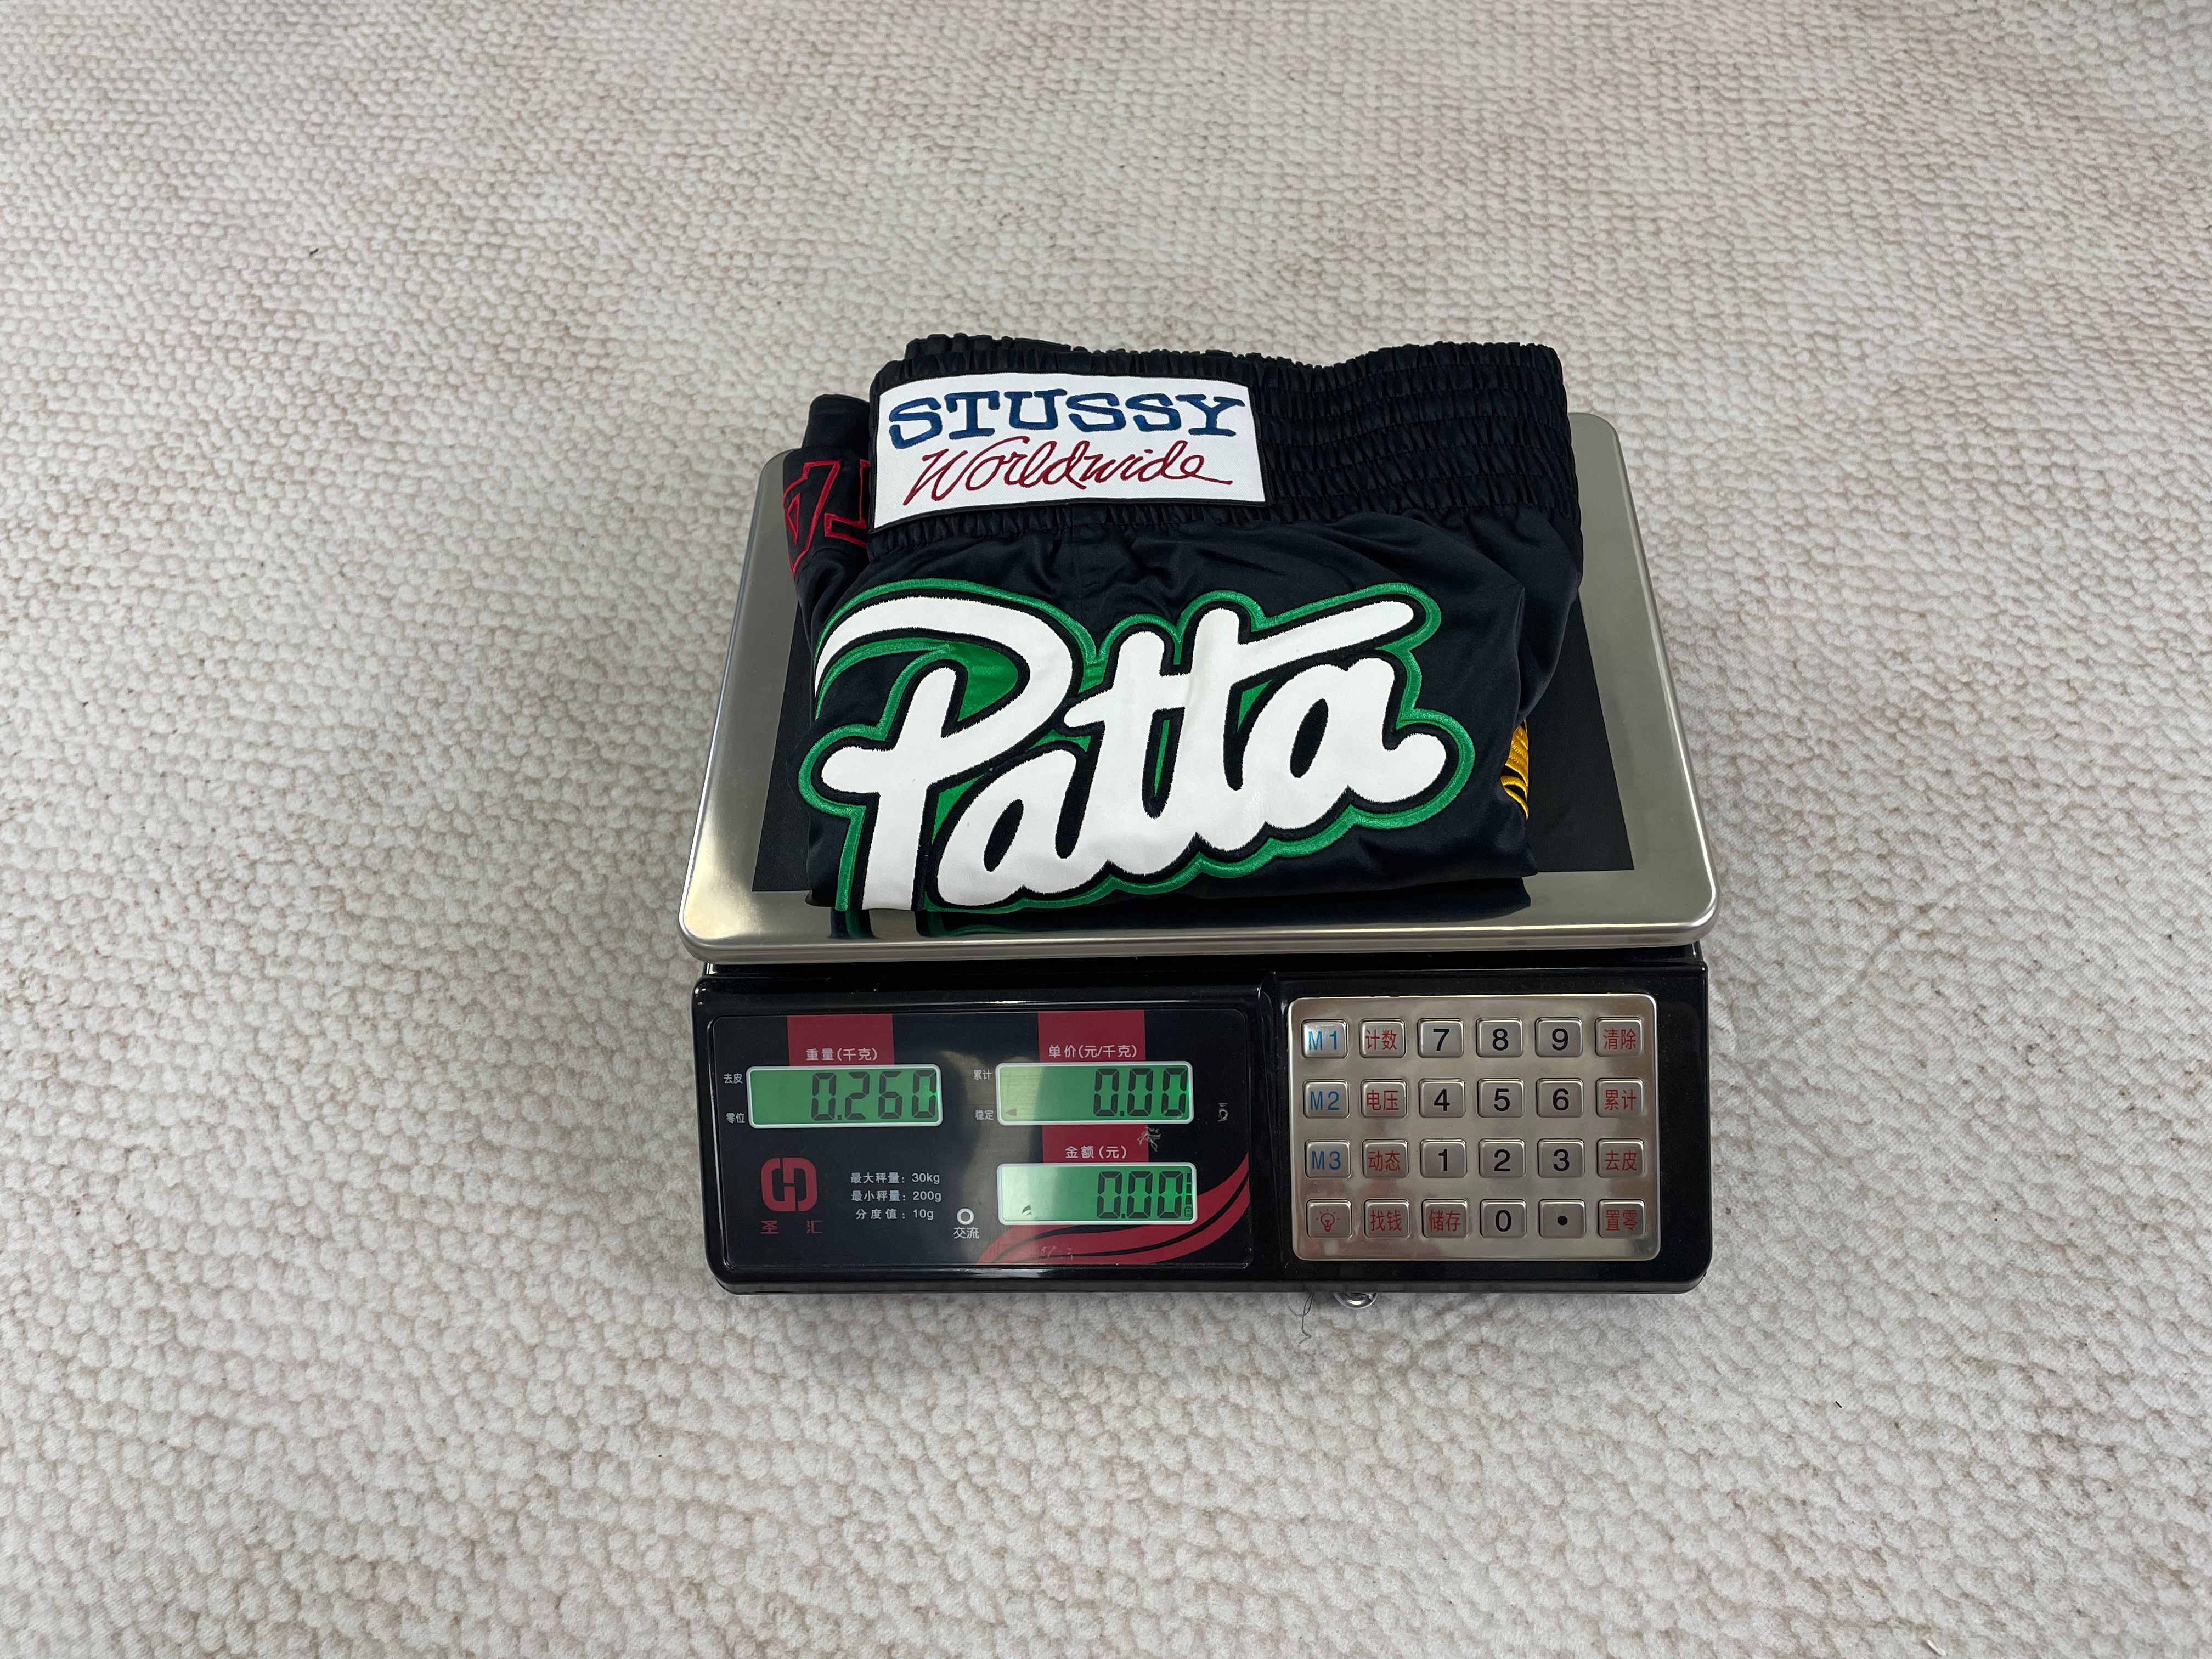 STUSSY
Worldwide
Patta
重量(千克)
单价(元/千克)
去皮
零位
0.260
累计
稳定
0.00
金额(元)
0.00
圣汇
最大秤量：30kg
最小秤量：200g
分度值：10g
交流
M1 计数 7 8 9 清除
M2 电压 4 5 6 累计
M3 动态 1 2 3 去皮
找钱 储存 0 • 置零